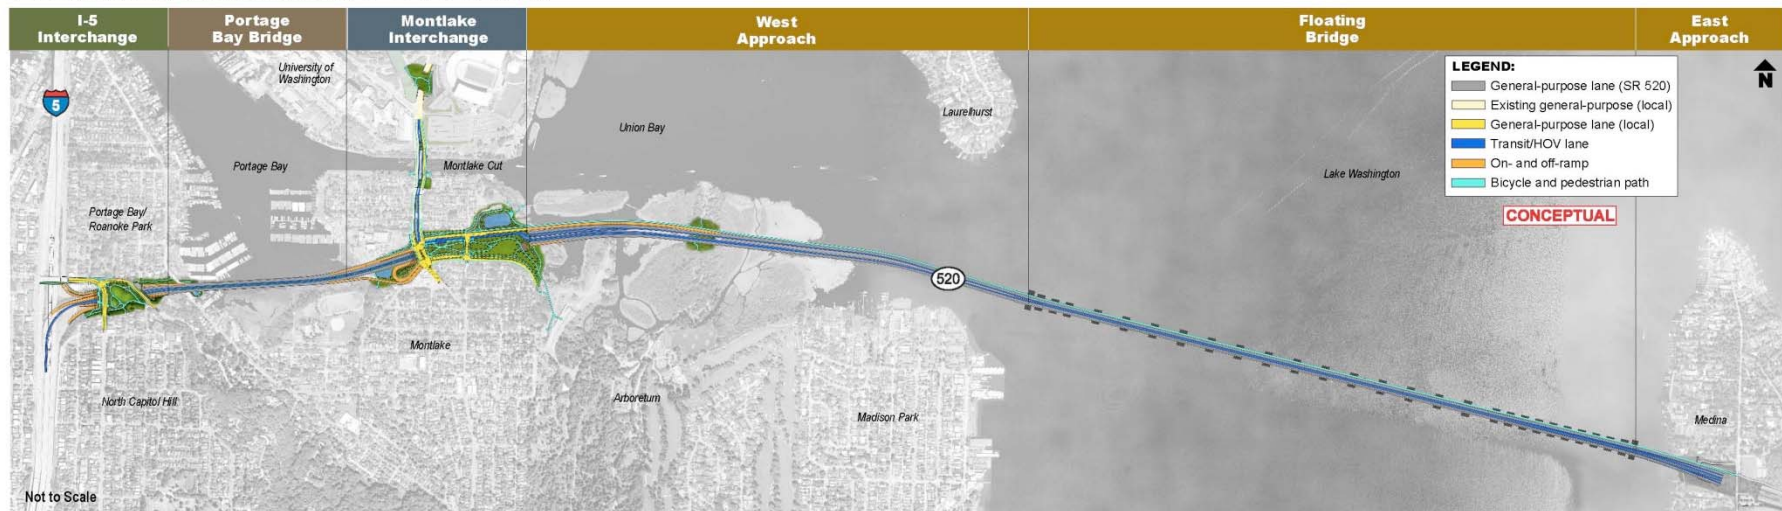 I-5
Interchange
Portage
Bay Bridge
Montlake
Interchange
West
Approach
Floating
Bridge
East
Approach
University of
Washington
5
Portage Bay
Montlake Cut
Union Bay
Laurelhurst
Lake Washington
LEGEND:
General-purpose lane (SR 520)
Existing general-purpose (local)
General-purpose lane (local)
Transit/HOV lane
On- and off-ramp
Bicycle and pedestrian path
N
CONCEPTUAL
Portage Bay/
Roanoke Park
520
Montlake
North Capitol Hill
Arboretum
Madison Park
Medina
Not to Scale